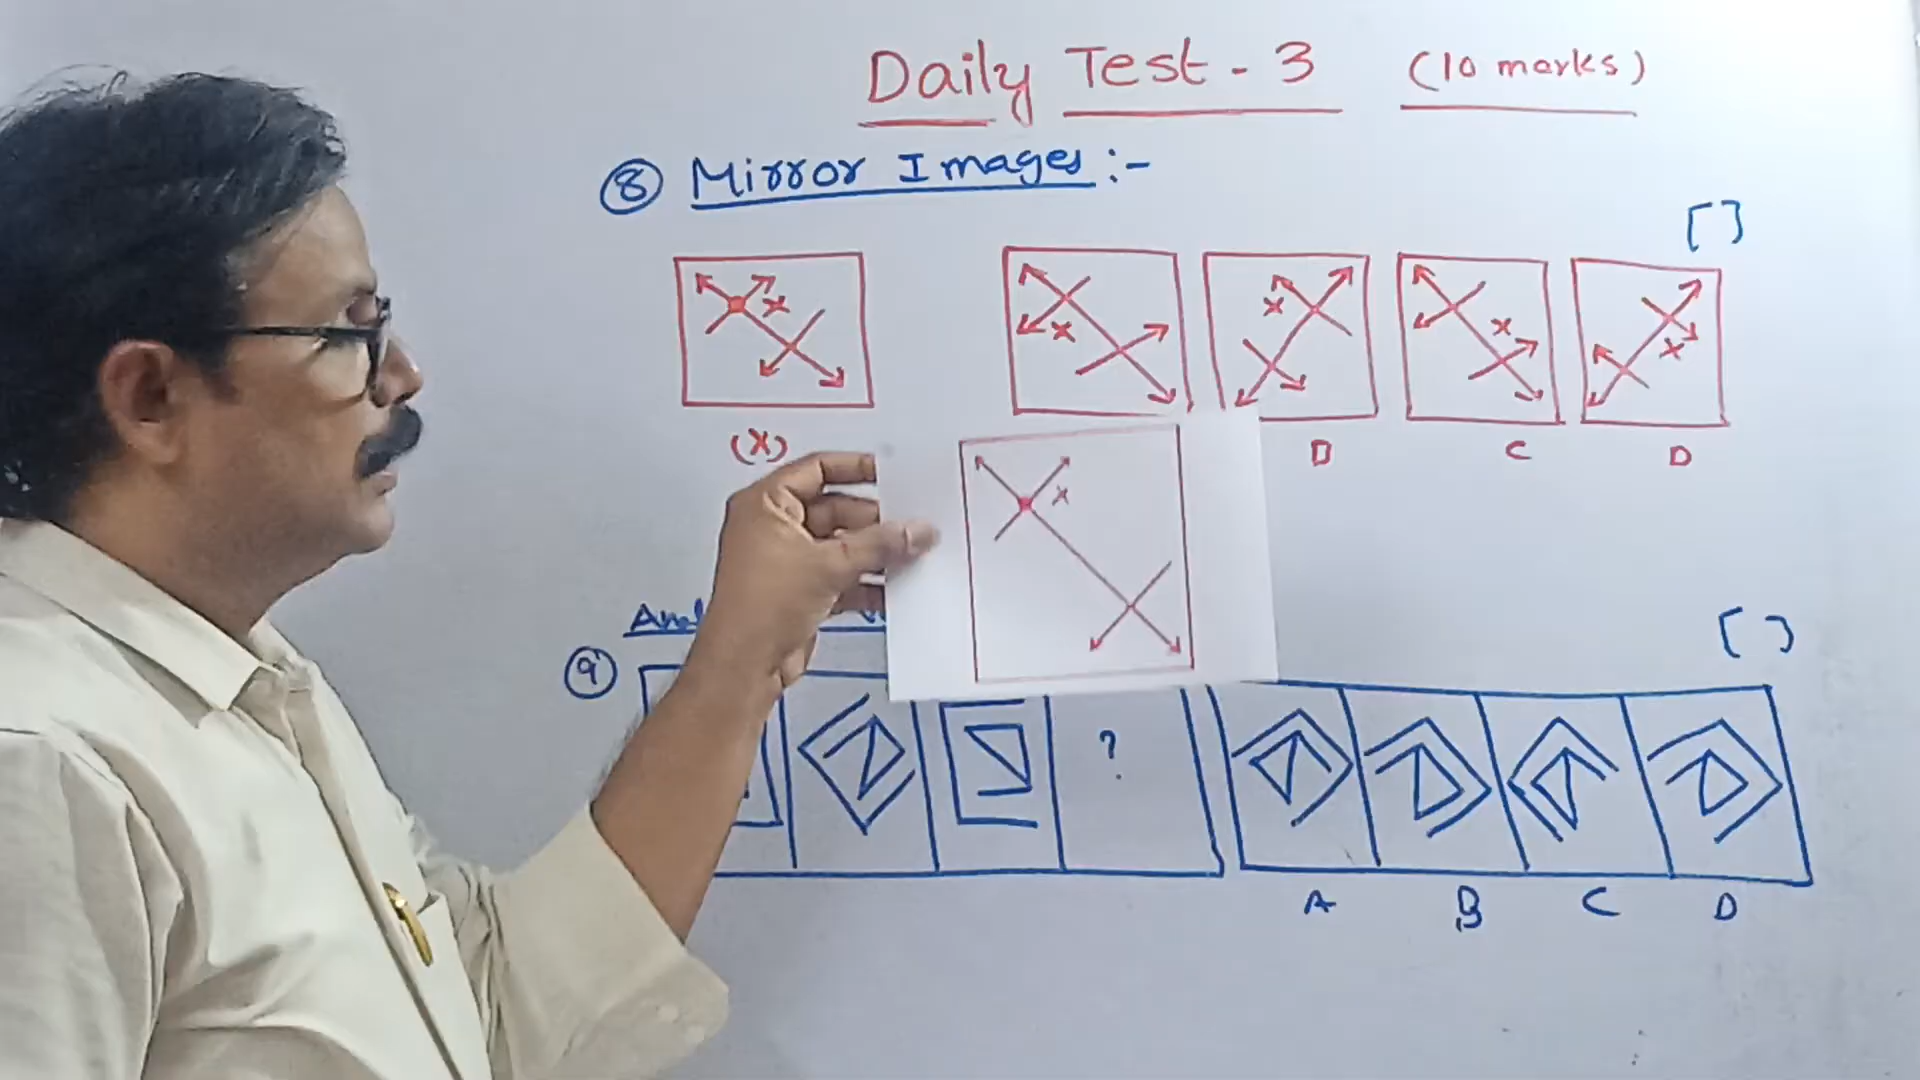 Daily Test - 3 (10 marks)
⑧ Mirror Images :-
[ ]
x x x x x
(X) B C D
x
[ ]
⑨
?
A B C D